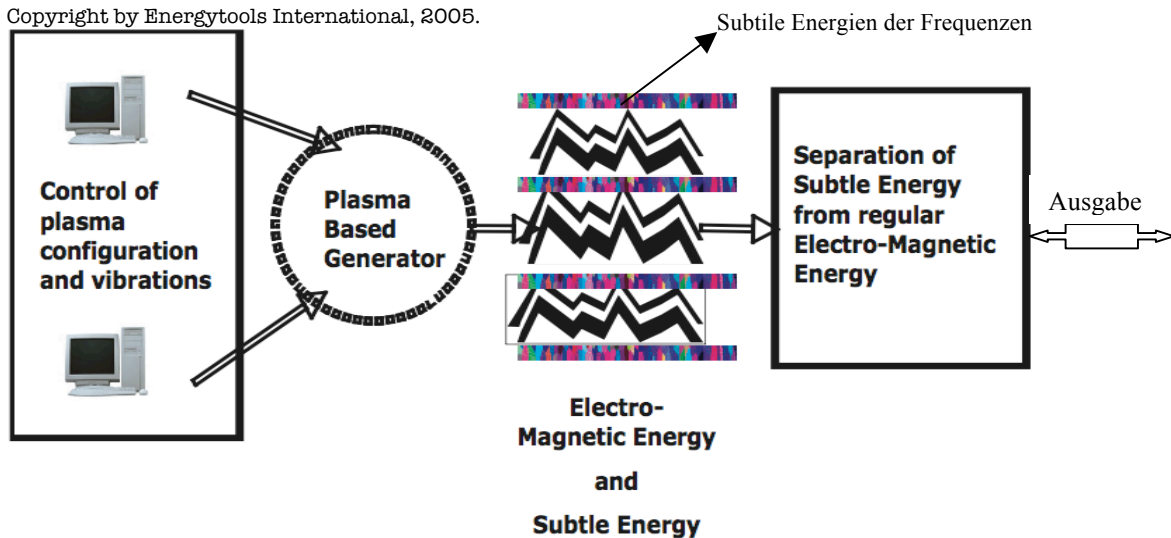 Copyright by Energytools International, 2005.
Subtile Energien der Frequenzen
Control of
plasma
configuration
and vibrations
Plasma
Based
Generator
Separation of
Subtle Energy
from regular
Electro-Magnetic
Energy
Ausgabe
Electro-
Magnetic Energy
and
Subtle Energy